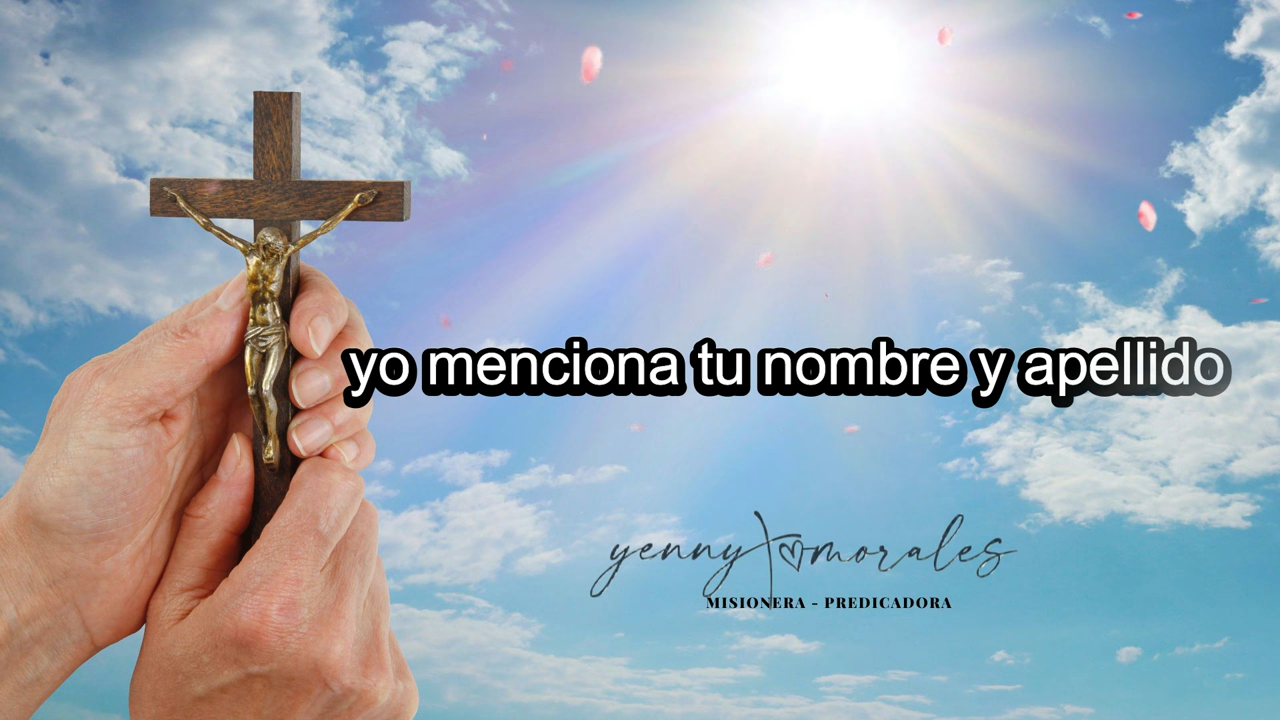 yo menciona tu nombre y apellido
yenny morales
MISIONERA - PREDICADORA